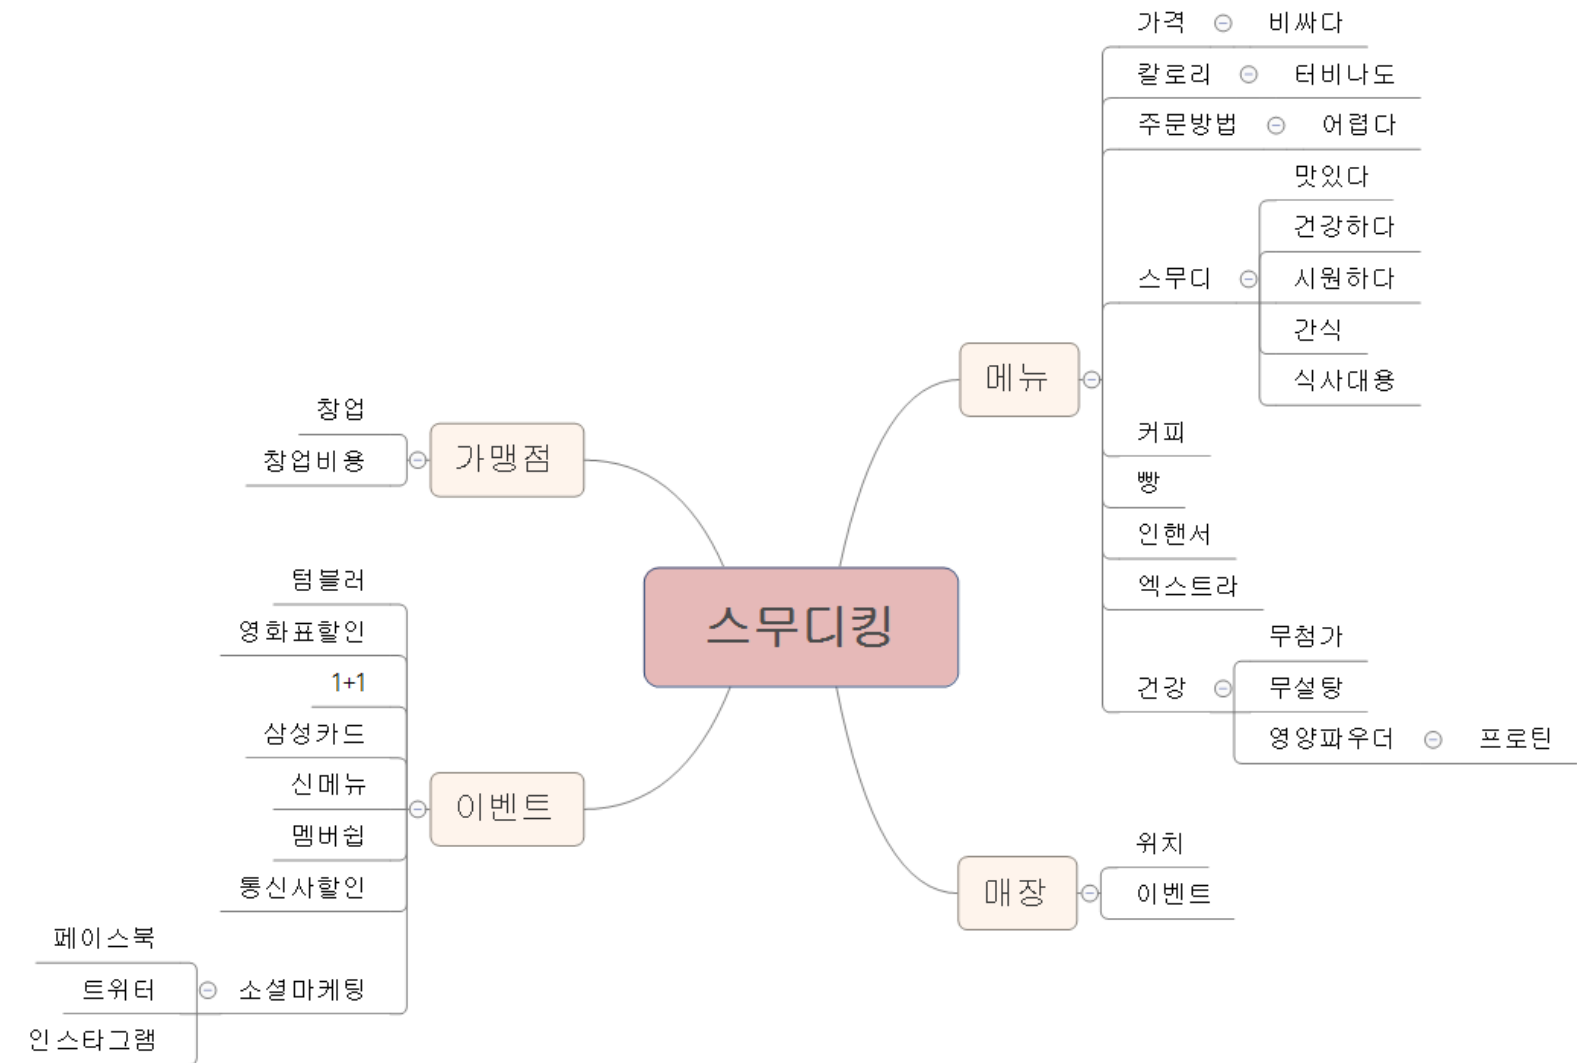 스무디킹
메뉴
가격
비싸다
칼로리
터비나도
주문방법
어렵다
스무디
맛있다
건강하다
시원하다
간식
식사대용
커피
빵
인핸서
엑스트라
건강
무첨가
무설탕
영양파우더
프로틴
매장
위치
이벤트
가맹점
창업
창업비용
이벤트
텀블러
영화표할인
1+1
삼성카드
신메뉴
멤버쉽
통신사할인
소셜마케팅
페이스북
트위터
인스타그램